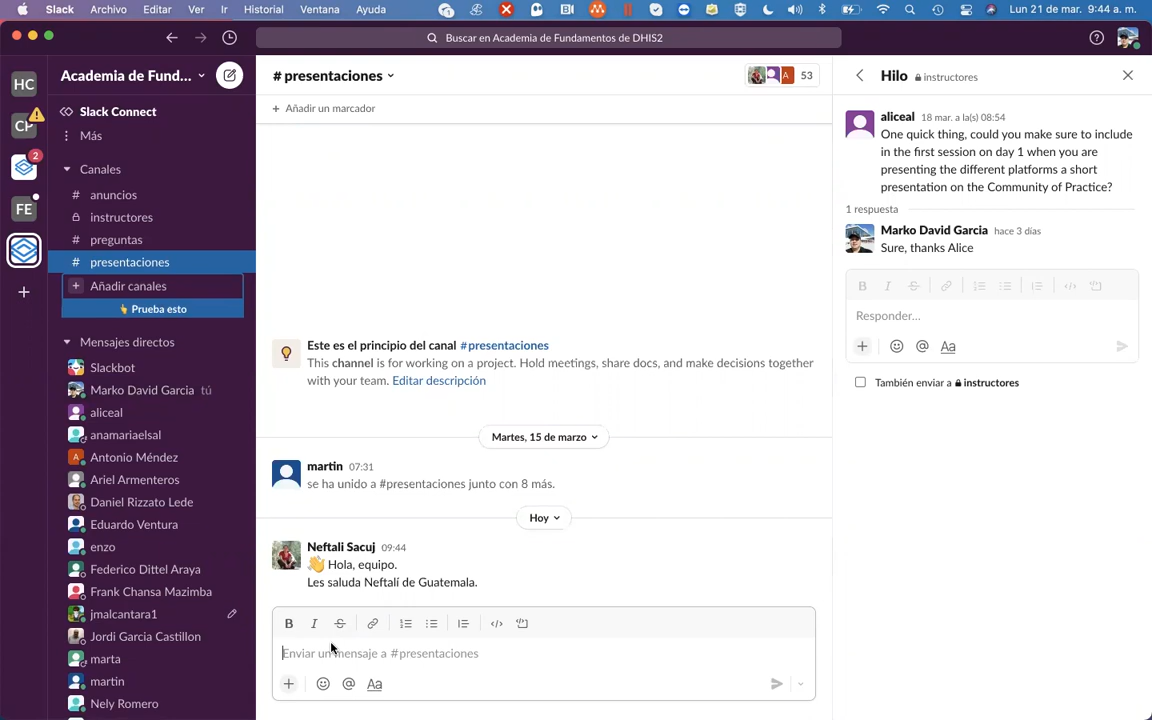 Slack Archivo Editar Ver Ir Historial Ventana Ayuda
Lun 21 de mar. 9:44 a. m.
Buscar en Academia de Fundamentos de DHIS2
HC
CP
2
FE
Academia de Fund...
Slack Connect
Más
Canales
# anuncios
instructores
# preguntas
# presentaciones
+ Añadir canales
Prueba esto
Mensajes directos
Slackbot
Marko David Garcia tú
aliceal
anamariaelsal
A Antonio Méndez
Ariel Armenteros
Daniel Rizzato Lede
Eduardo Ventura
enzo
Federico Dittel Araya
Frank Chansa Mazimba
jmalcantara1
Jordi Garcia Castillon
marta
martin
Nely Romero
# presentaciones
A 53
+ Añadir un marcador
Este es el principio del canal #presentaciones
This channel is for working on a project. Hold meetings, share docs, and make decisions together
with your team. Editar descripción
Martes, 15 de marzo
martin 07:31
se ha unido a #presentaciones junto con 8 más.
Hoy
Neftali Sacuj 09:44
👋 Hola, equipo.
Les saluda Neftalí de Guatemala.
B I S
Enviar un mensaje a #presentaciones
+ @ Aa
Hilo instructores
aliceal 18 mar. a la(s) 08:54
One quick thing, could you make sure to include
in the first session on day 1 when you are
presenting the different platforms a short
presentation on the Community of Practice?
1 respuesta
Marko David Garcia hace 3 días
Sure, thanks Alice
B I S
Responder...
+ @ Aa
También enviar a instructores